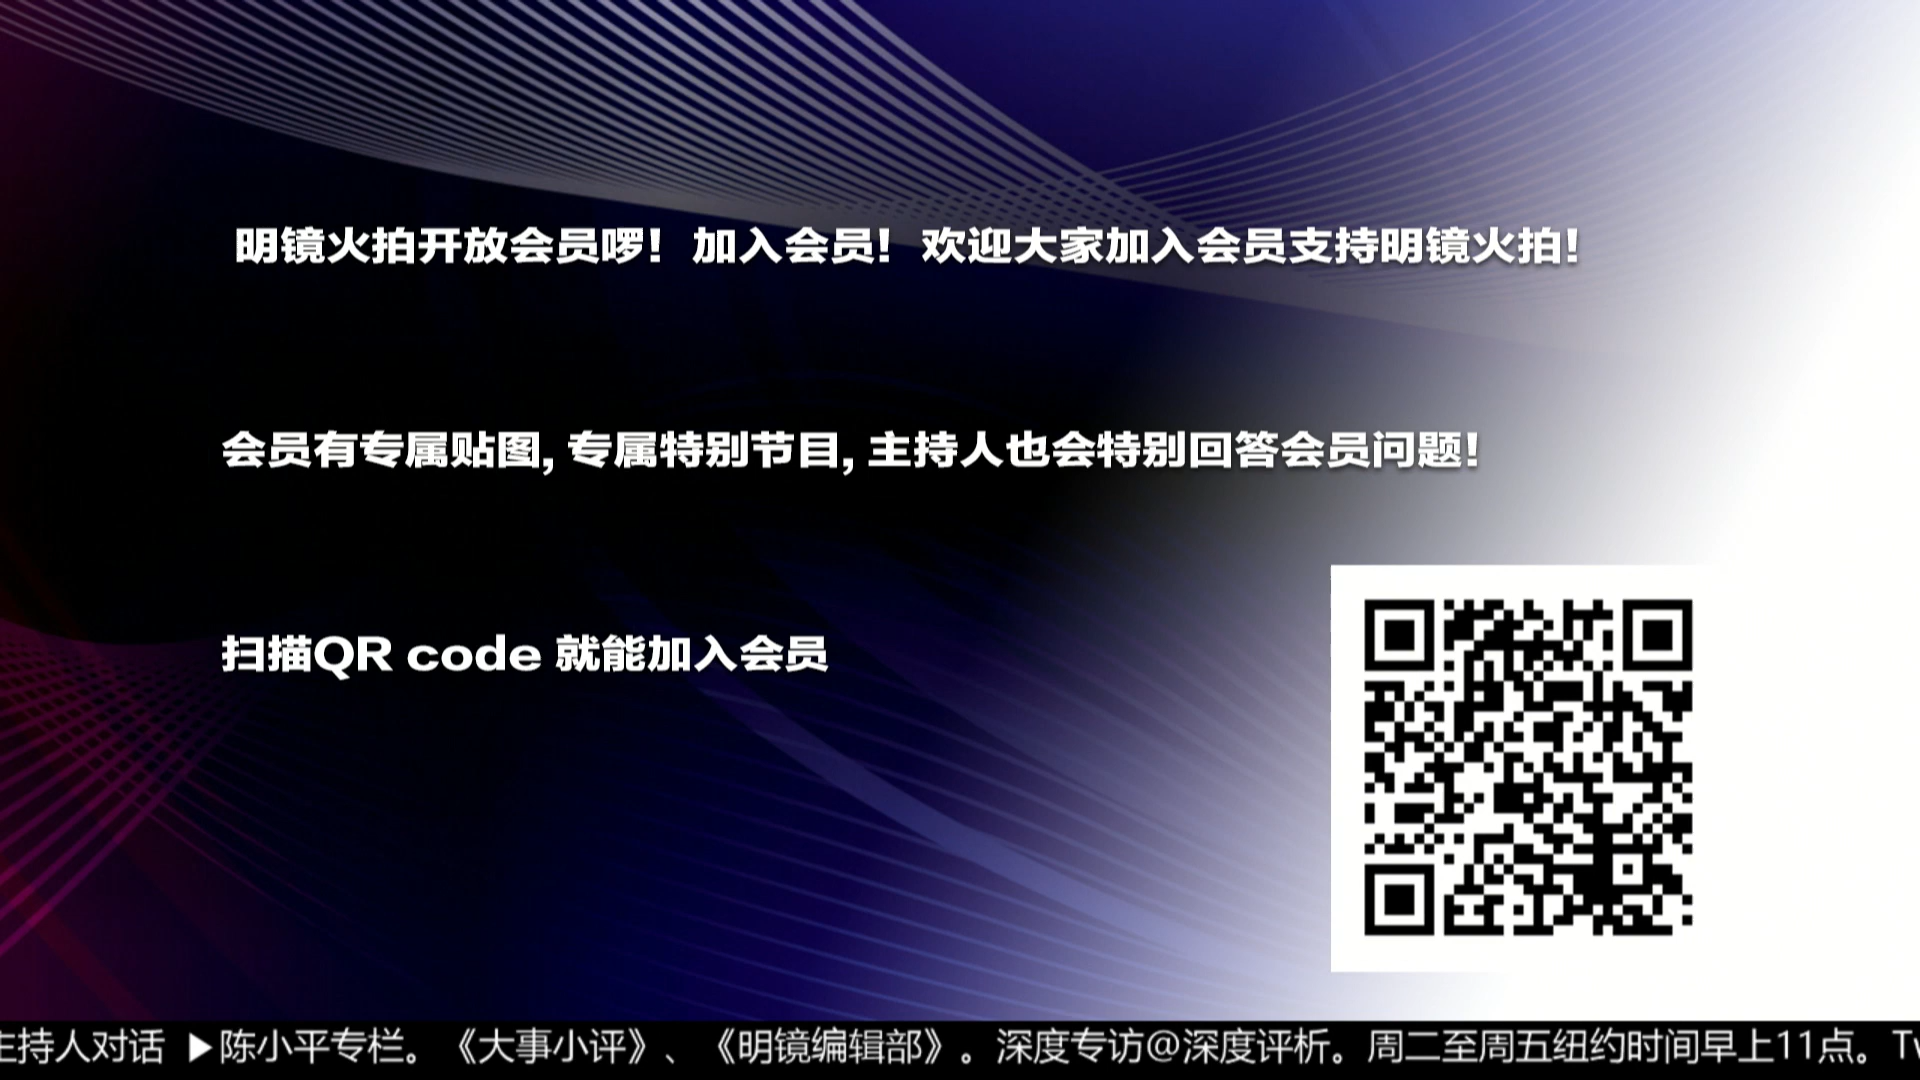 明镜火拍开放会员啰！加入会员！欢迎大家加入会员支持明镜火拍！
会员有专属贴图, 专属特别节目, 主持人也会特别回答会员问题！
扫描QR code 就能加入会员
主持人对话 ▶陈小平专栏。《大事小评》、《明镜编辑部》。深度专访@深度评析。周二至周五纽约时间早上11点。Tw